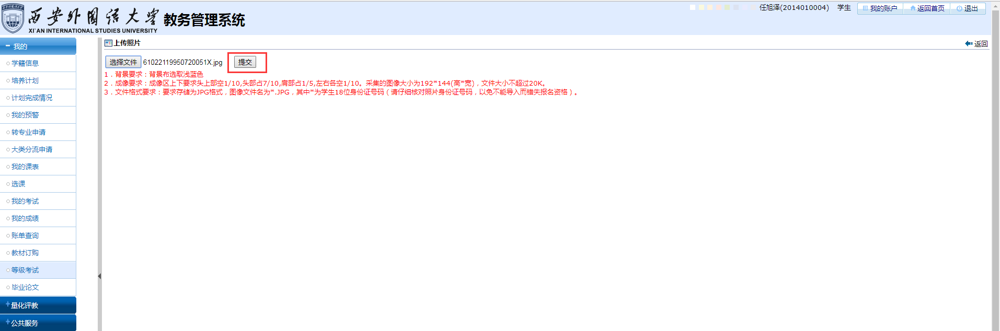 西安外国语大学 教务管理系统
XI'AN INTERNATIONAL STUDIES UNIVERSITY
任旭泽(2014010004) 学生 我的账户 返回首页 退出
我的
学籍信息
培养计划
计划完成情况
我的预警
转专业申请
大类分流申请
我的课表
选课
我的考试
我的成绩
账单查询
教材订购
等级考试
毕业论文
量化评教
公共服务
上传照片 返回
选择文件 61022119950720051X.jpg 提交
1．背景要求：背景布选取浅蓝色
2．成像要求：成像区上下要求头上部空1/10,头部占7/10,肩部占1/5,左右各空1/10。采集的图像大小为192*144(高*宽)，文件大小不超过20K。
3．文件格式要求：要求存储为JPG格式，图像文件名为*.JPG，其中*为学生18位身份证号码（请仔细核对照片身份证号码，以免不能导入而错失报名资格）。